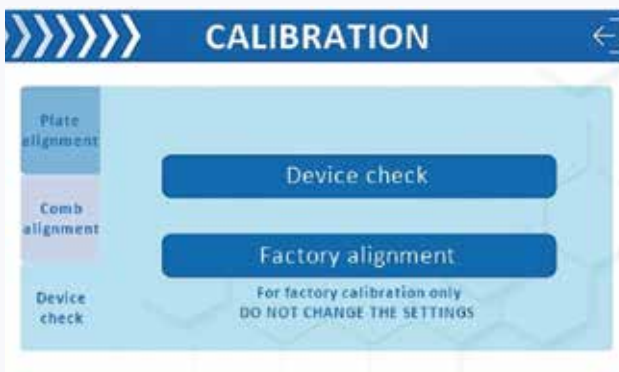 CALIBRATION
Plate
alignment
Comb
alignment
Device
check
Device check
Factory alignment
For factory calibration only
DO NOT CHANGE THE SETTINGS